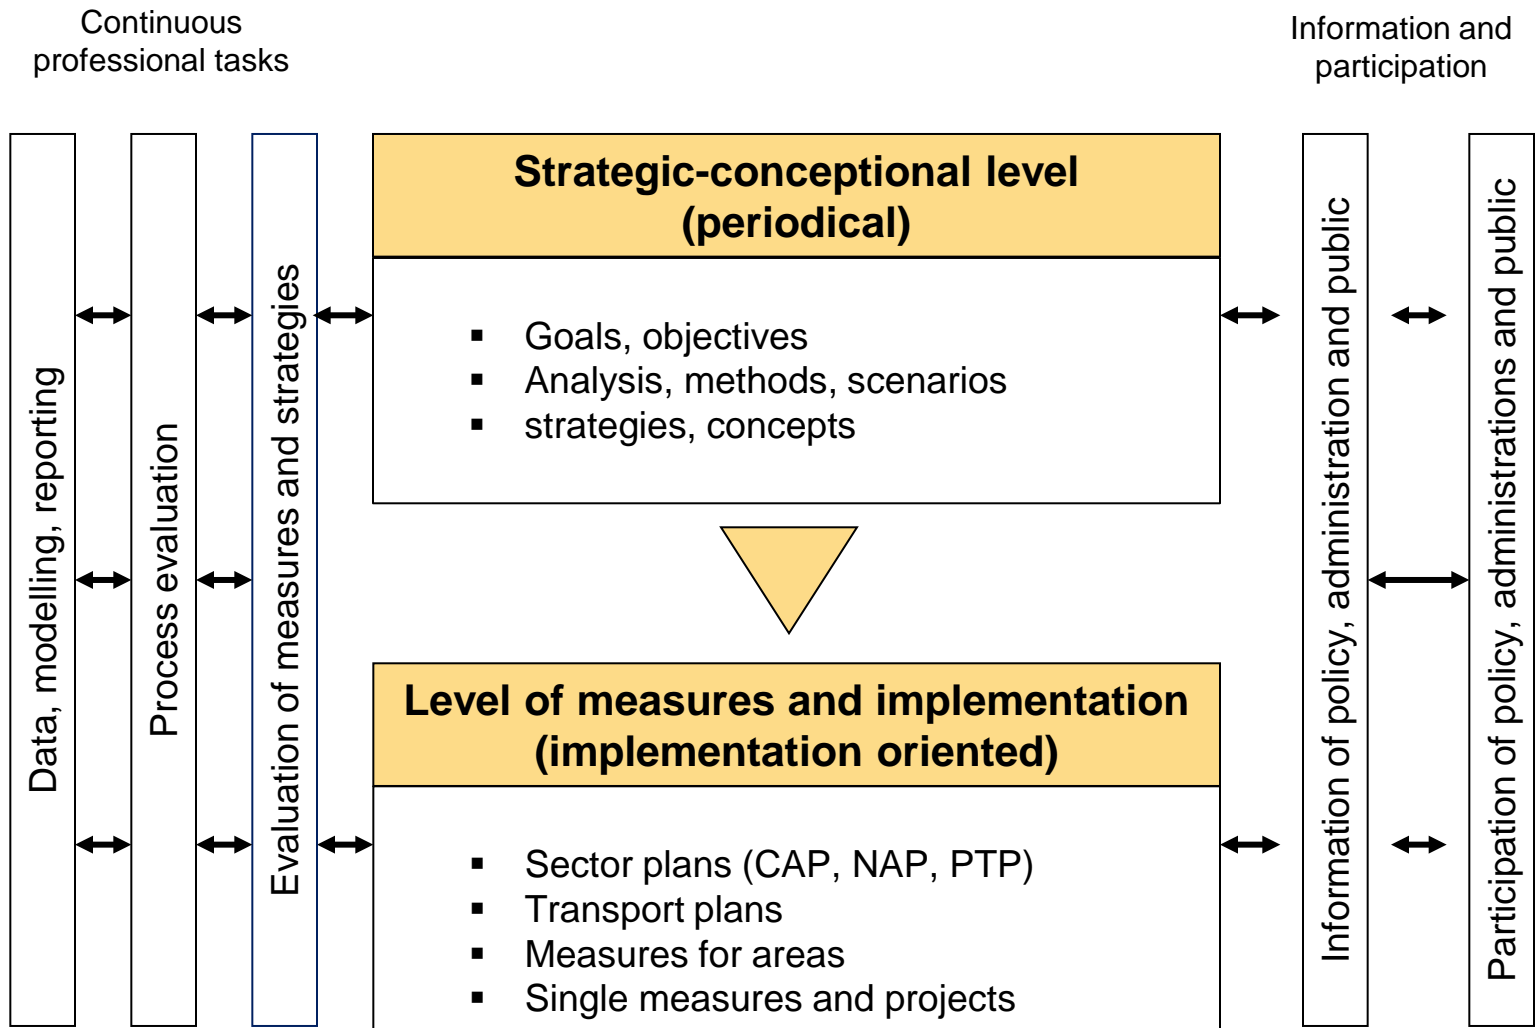 Continuous
professional tasks
Information and
participation
Data, modelling, reporting
Process evaluation
Evaluation of measures and strategies
Strategic-conceptional level
(periodical)
▪ Goals, objectives
▪ Analysis, methods, scenarios
▪ strategies, concepts
Level of measures and implementation
(implementation oriented)
▪ Sector plans (CAP, NAP, PTP)
▪ Transport plans
▪ Measures for areas
▪ Single measures and projects
Information of policy, administration and public
Participation of policy, administrations and public